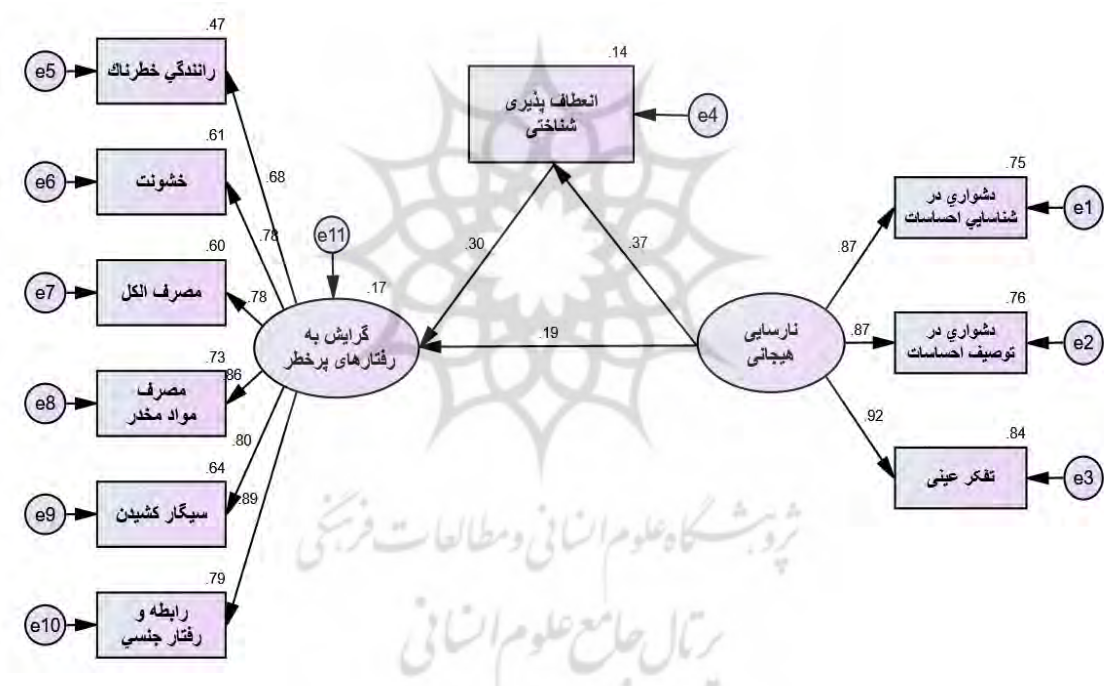 .47
e5
رانندگي خطرناك
.61
e6
خشونت
.60
e7
مصرف الكل
.73
e8
مصرف
مواد مخدر
.64
e9
سيگار كشيدن
.79
e10
رابطه و
رفتار جنسي
.68
.78
.78
.86
.80
.89
e11
.17
گرايش به
رفتارهای پرخطر
.14
انعطاف پذیری
شناختی
e4
.30
.37
.19
نارسایی
هیجانی
.87
.87
.92
.75
دشواري در
شناسايي احساسات
e1
.76
دشواري در
توصيف احساسات
e2
.84
تفكر عينی
e3
پژوهشگاه علوم انسانی و مطالعات فرهنگی
پرتال جامع علوم انسانی